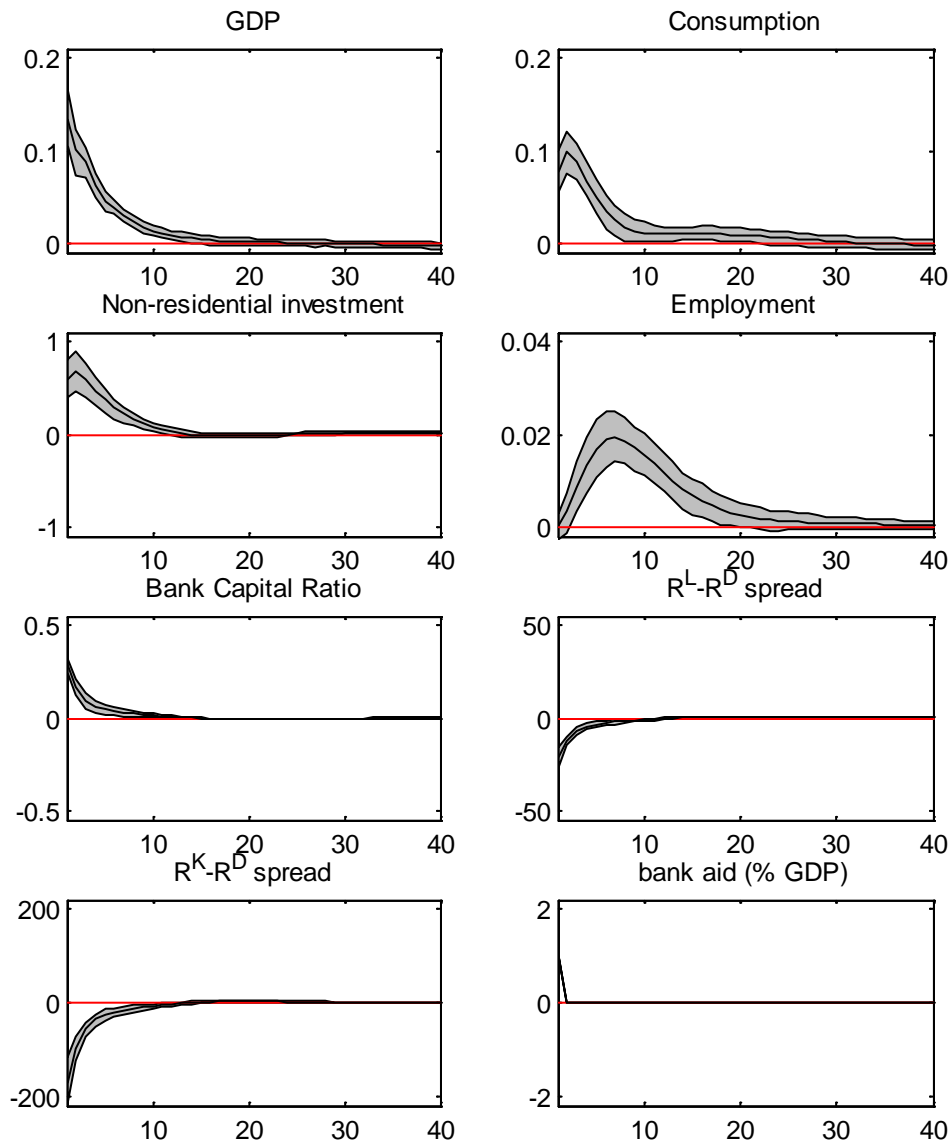 GDP
0.2
0.1
0
10 20 30 40
Consumption
0.2
0.1
0
10 20 30 40
Non-residential investment
1
0
-1
10 20 30 40
Employment
0.04
0.02
0
10 20 30 40
Bank Capital Ratio
0.5
0
-0.5
10 20 30 40
R^L-R^D spread
50
0
-50
10 20 30 40
R^K-R^D spread
200
0
-200
10 20 30 40
bank aid (% GDP)
2
0
-2
10 20 30 40